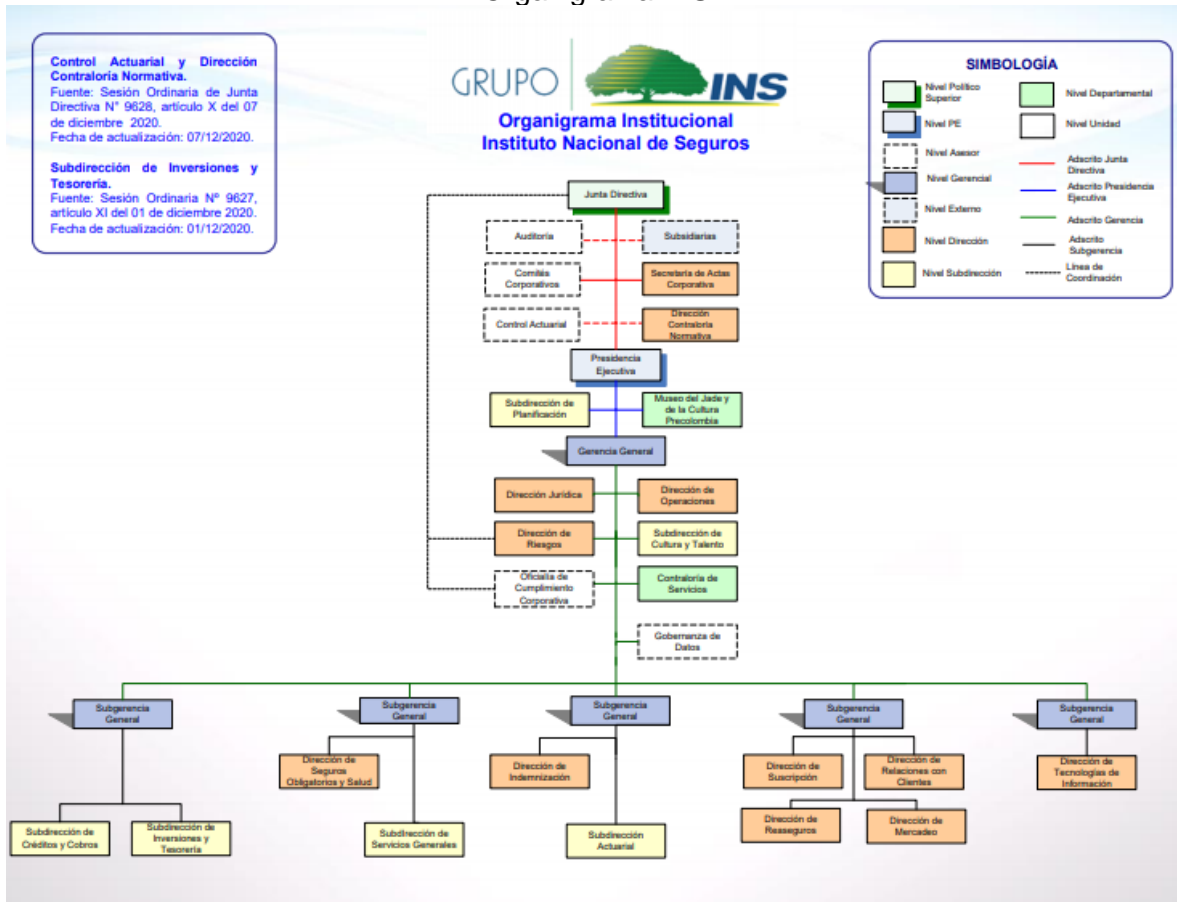 Control Actuarial y Dirección
Contraloría Normativa.
Fuente: Sesión Ordinaria de Junta
Directiva N° 9628, artículo X del 07
de diciembre 2020.
Fecha de actualización: 07/12/2020.
Subdirección de Inversiones y
Tesorería.
Fuente: Sesión Ordinaria Nº 9627,
artículo XI del 01 de diciembre 2020.
Fecha de actualización: 01/12/2020.
GRUPO INS
Organigrama Institucional
Instituto Nacional de Seguros
SIMBOLOGÍA
Nivel Político
Superior
Nivel PE
Nivel Asesor
Nivel Gerencial
Nivel Externo
Nivel Dirección
Nivel Subdirección
Nivel Departamental
Nivel Unidad
Adscrito Junta
Directiva
Adscrito Presidencia
Ejecutiva
Adscrito Gerencia
Adscrito
Subgerencia
Línea de
Coordinación
Junta Directiva
Auditoría
Subsidiarias
Comités
Corporativos
Secretaría de Actas
Corporativa
Control Actuarial
Dirección
Contraloría
Normativa
Presidencia
Ejecutiva
Subdirección de
Planificación
Museo del Jade y
de la Cultura
Precolombia
Gerencia General
Dirección Jurídica
Dirección de
Operaciones
Dirección de
Riesgos
Subdirección de
Cultura y Talento
Oficialía de
Cumplimiento
Corporativa
Contraloría de
Servicios
Gobernanza de
Datos
Subgerencia
General
Subgerencia
General
Subgerencia
General
Subgerencia
General
Subgerencia
General
Dirección de
Seguros
Obligatorios y Salud
Dirección de
Indemnización
Dirección de
Suscripción
Dirección de
Relaciones con
Clientes
Dirección de
Tecnologías de
Información
Subdirección de
Créditos y Cobros
Subdirección de
Inversiones y
Tesorería
Subdirección de
Servicios Generales
Subdirección
Actuarial
Dirección de
Reaseguros
Dirección de
Mercadeo